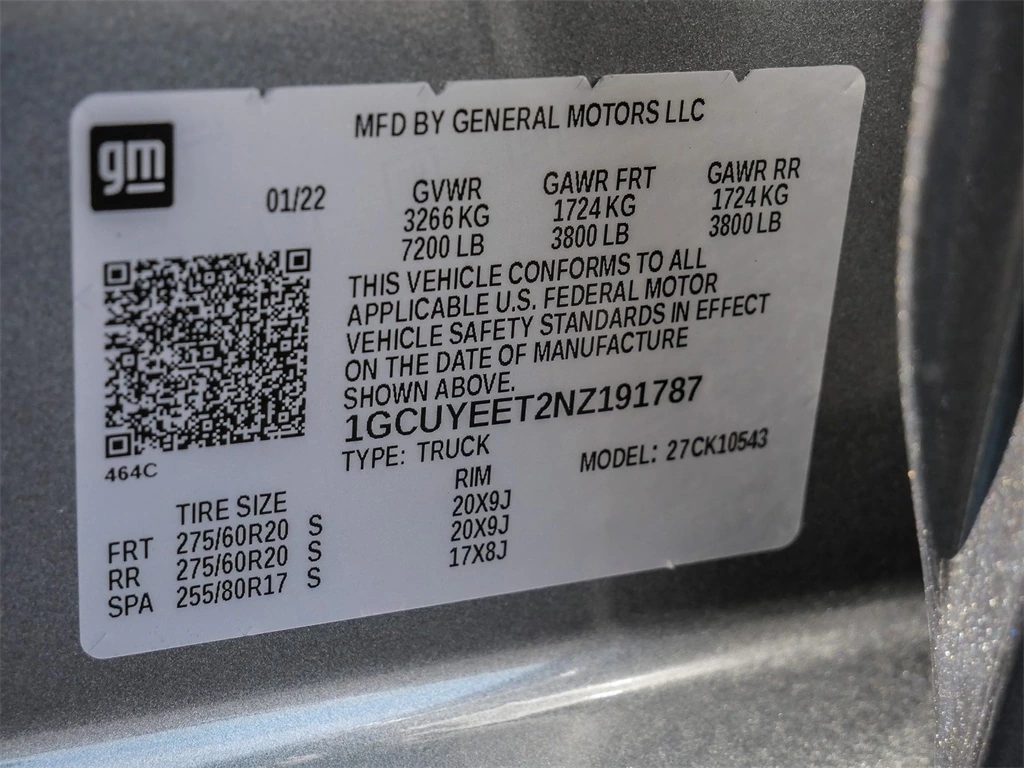 gm
MFD BY GENERAL MOTORS LLC
01/22
GVWR
3266 KG
7200 LB
GAWR FRT
1724 KG
3800 LB
GAWR RR
1724 KG
3800 LB
THIS VEHICLE CONFORMS TO ALL
APPLICABLE U.S. FEDERAL MOTOR
VEHICLE SAFETY STANDARDS IN EFFECT
ON THE DATE OF MANUFACTURE
SHOWN ABOVE.
1GCUYEET2NZ191787
TYPE: TRUCK
MODEL: 27CK10543
464C
TIRE SIZE RIM
FRT 275/60R20 S 20X9J
RR 275/60R20 S 20X9J
SPA 255/80R17 S 17X8J